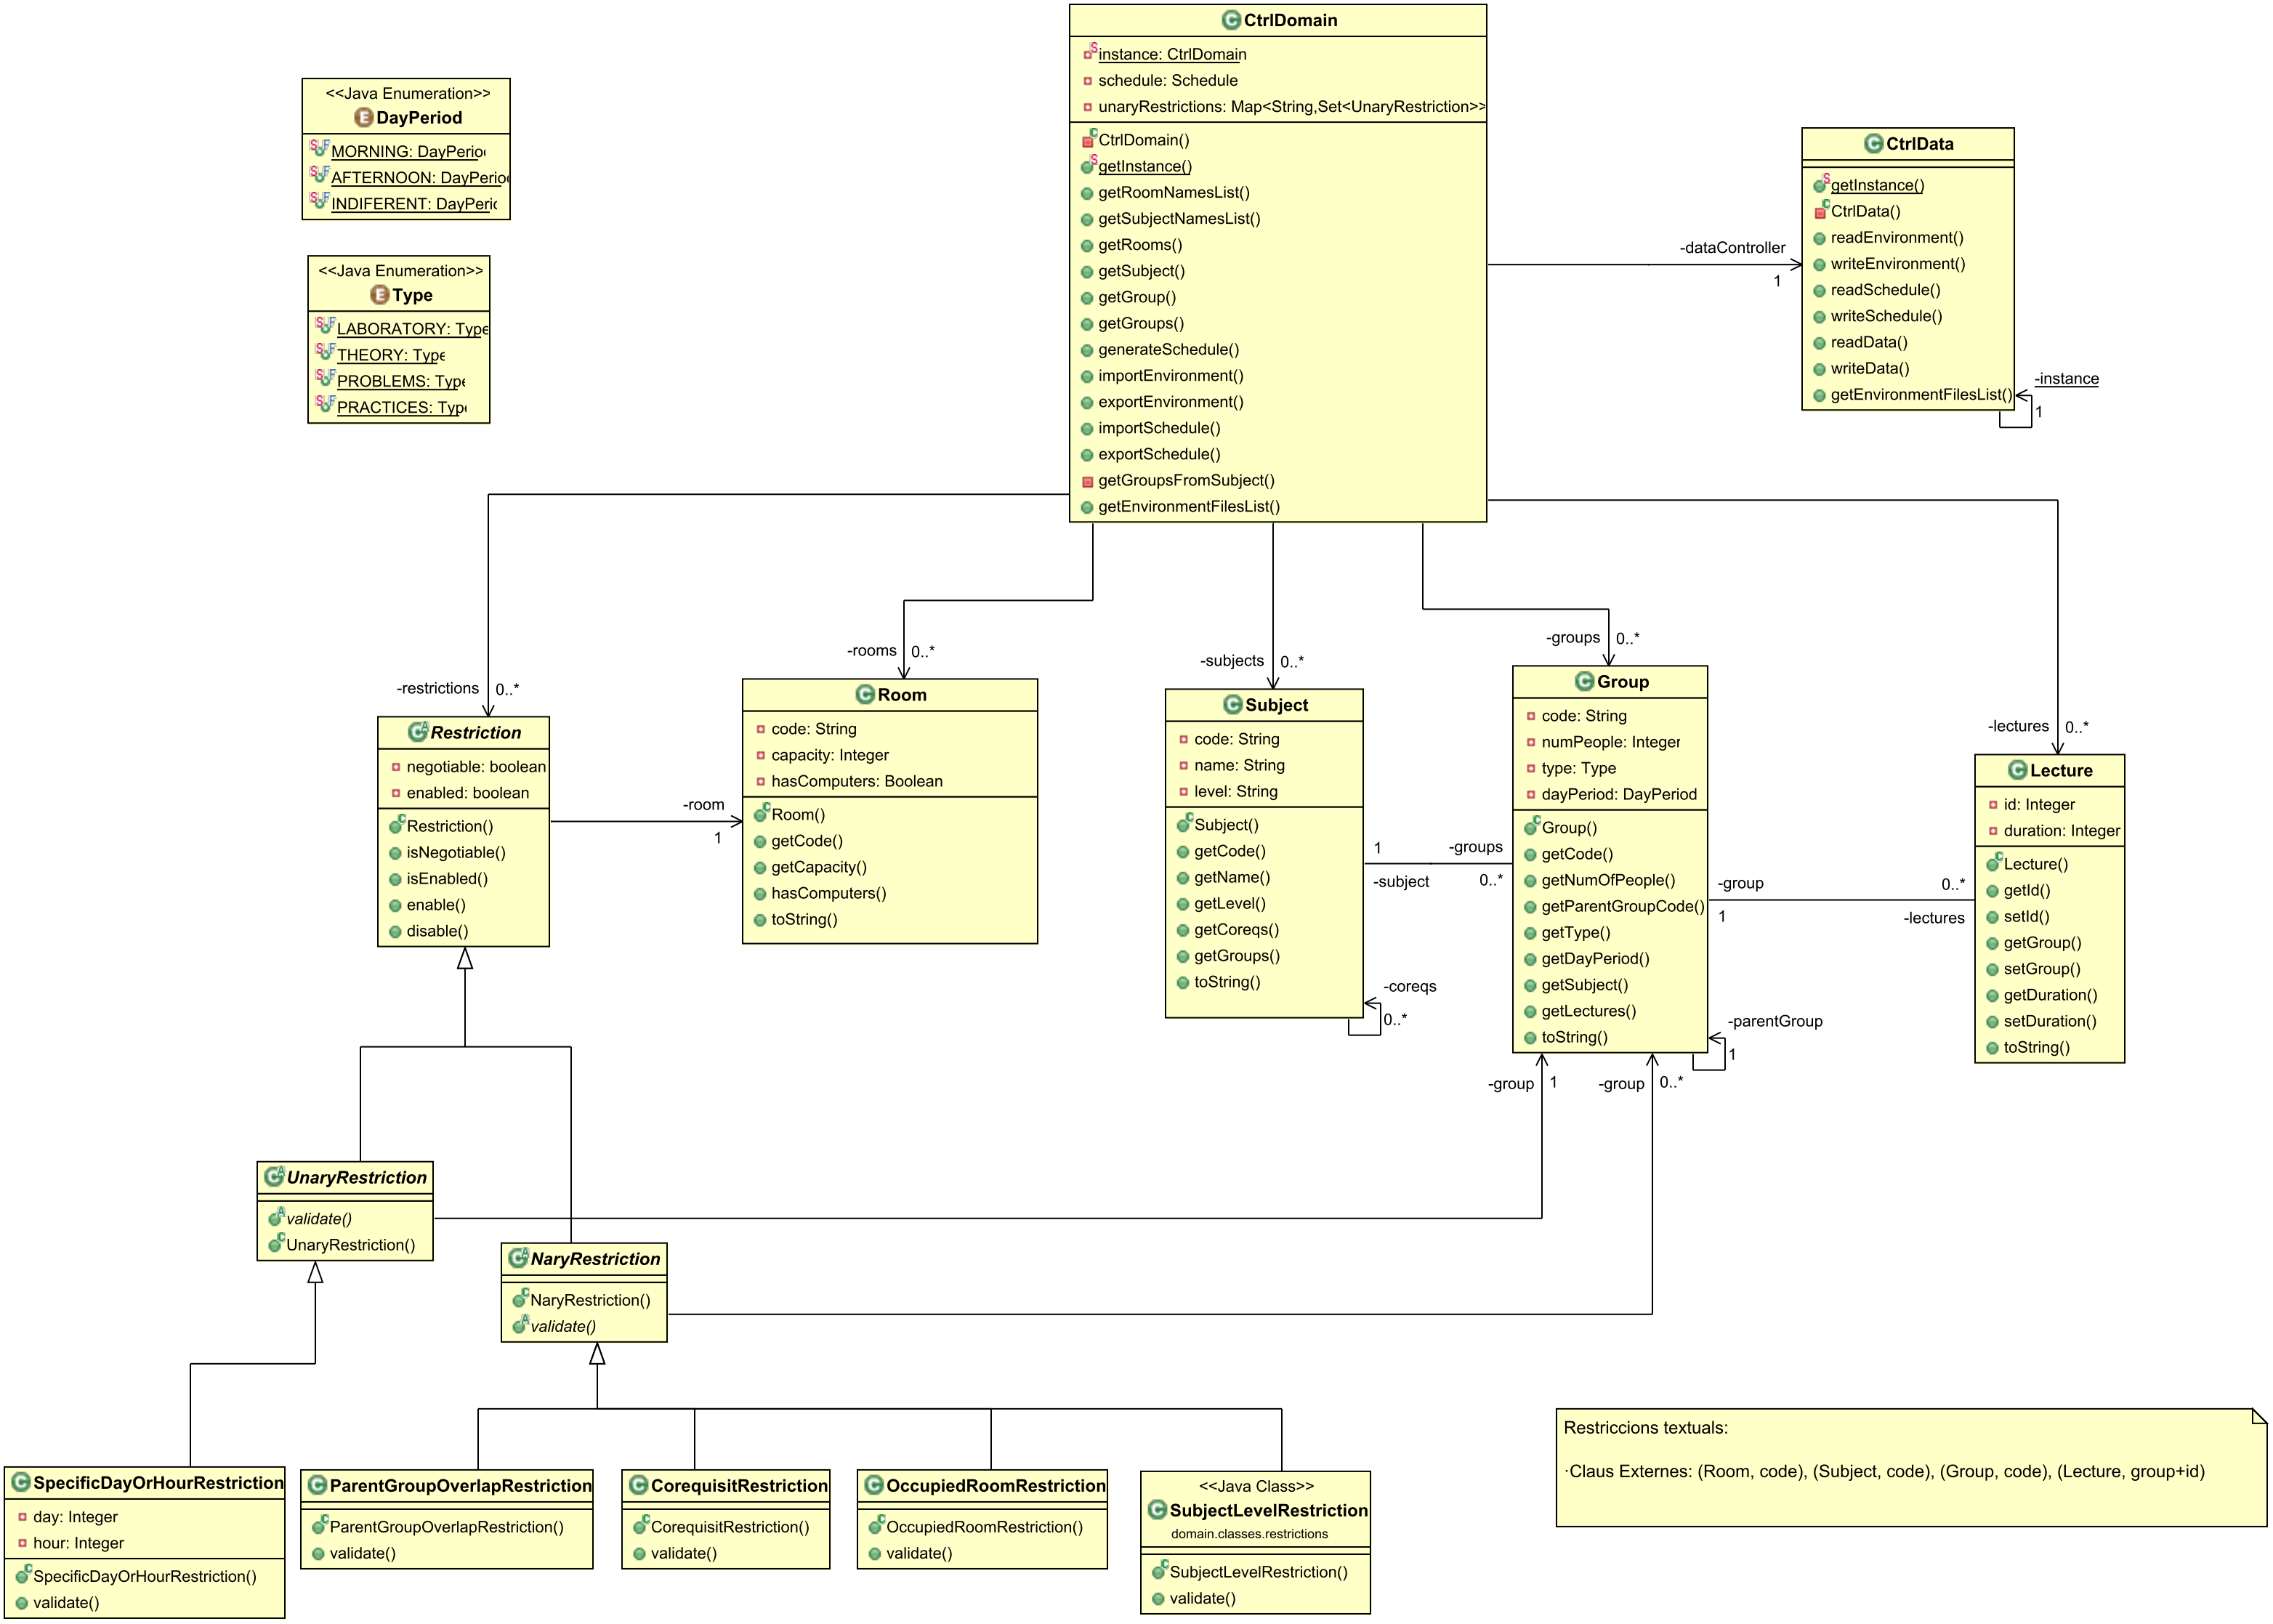 CtrlDomain
instance: CtrlDomain
schedule: Schedule
unaryRestrictions: Map<String,Set<UnaryRestriction>>
CtrlDomain()
getInstance()
getRoomNamesList()
getSubjectNamesList()
getRooms()
getSubject()
getGroup()
getGroups()
generateSchedule()
importEnvironment()
exportEnvironment()
importSchedule()
exportSchedule()
getGroupsFromSubject()
getEnvironmentFilesList()
<<Java Enumeration>>
DayPeriod
MORNING: DayPerio
AFTERNOON: DayPeriod
INDIFERENT: DayPeri
<<Java Enumeration>>
Type
LABORATORY: Type
THEORY: Type
PROBLEMS: Type
PRACTICES: Type
CtrlData
getInstance()
CtrlData()
readEnvironment()
writeEnvironment()
readSchedule()
writeSchedule()
readData()
writeData()
getEnvironmentFilesList()
-dataController
1
-instance
1
-restrictions
0..*
-rooms
0..*
-subjects
0..*
-groups
0..*
-lectures
0..*
Restriction
negotiable: boolean
enabled: boolean
Restriction()
isNegotiable()
isEnabled()
enable()
disable()
-room
1
Room
code: String
capacity: Integer
hasComputers: Boolean
Room()
getCode()
getCapacity()
hasComputers()
toString()
Subject
code: String
name: String
level: String
Subject()
getCode()
getName()
getLevel()
getCoreqs()
getGroups()
toString()
-coreqs
0..*
1
-groups
-subject
0..*
Group
code: String
numPeople: Integer
type: Type
dayPeriod: DayPeriod
Group()
getCode()
getNumOfPeople()
getParentGroupCode()
getType()
getDayPeriod()
getSubject()
getLectures()
toString()
-parentGroup
1
-group
0..*
1
-lectures
Lecture
id: Integer
duration: Integer
Lecture()
getId()
setId()
getGroup()
setGroup()
getDuration()
setDuration()
toString()
-group
1
-group
0..*
UnaryRestriction
validate()
UnaryRestriction()
NaryRestriction
NaryRestriction()
validate()
SpecificDayOrHourRestriction
day: Integer
hour: Integer
SpecificDayOrHourRestriction()
validate()
ParentGroupOverlapRestriction
ParentGroupOverlapRestriction()
validate()
CorequisitRestriction
CorequisitRestriction()
validate()
OccupiedRoomRestriction
OccupiedRoomRestriction()
validate()
<<Java Class>>
SubjectLevelRestriction
domain.classes.restrictions
SubjectLevelRestriction()
validate()
Restriccions textuals:
·Claus Externes: (Room, code), (Subject, code), (Group, code), (Lecture, group+id)